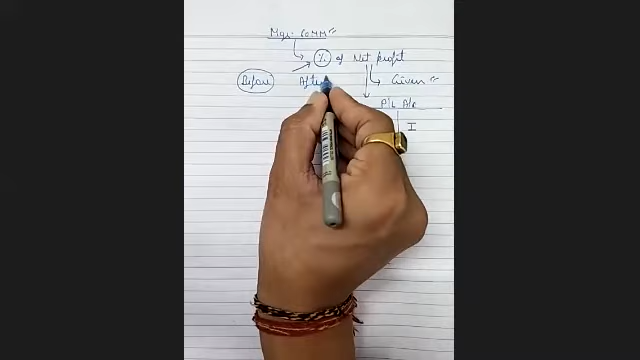 Mgr. COMM
% of Net profit
Before After Given
P/L A/c
I